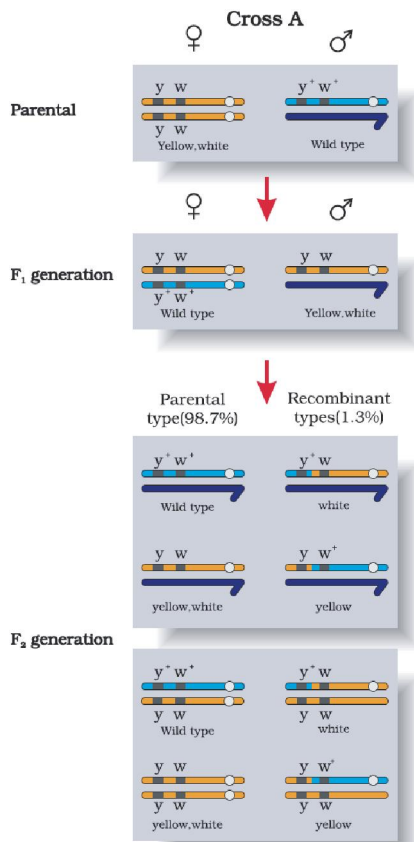 Cross A
♀ ♂
Parental
y w y⁺ w⁺
y w
Yellow,white Wild type
♀ ♂
F₁ generation
y w y w
y⁺ w⁺
Wild type Yellow,white
Parental Recombinant
type(98.7%) types(1.3%)
y⁺ w⁺ y⁺ w
Wild type white
y w y w⁺
yellow,white yellow
F₂ generation
y⁺ w⁺ y⁺ w
y w y w
Wild type white
y w y w⁺
y w y w
yellow,white yellow